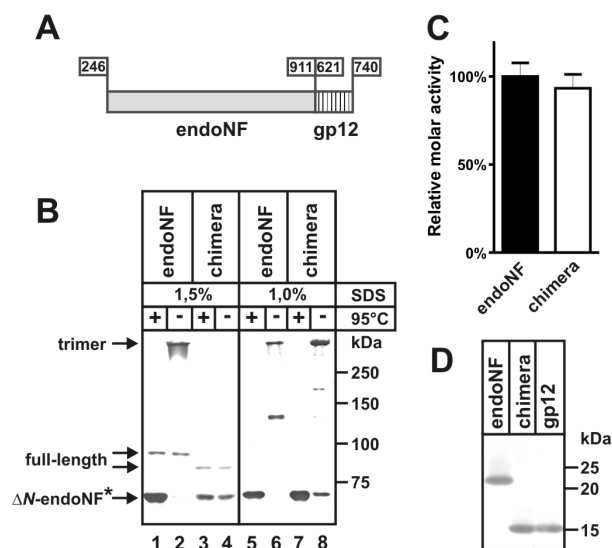 A
246
911
621
740
endoNF
gp12
B
endoNF
chimera
endoNF
chimera
1,5%
1,0%
SDS
+
-
+
-
+
-
+
-
95°C
trimer
kDa
250
150
100
full-length
75
ΔN-endoNF*
1 2 3 4 5 6 7 8
C
Relative molar activity
100%
50%
0%
endoNF
chimera
D
endoNF
chimera
gp12
kDa
25
20
15